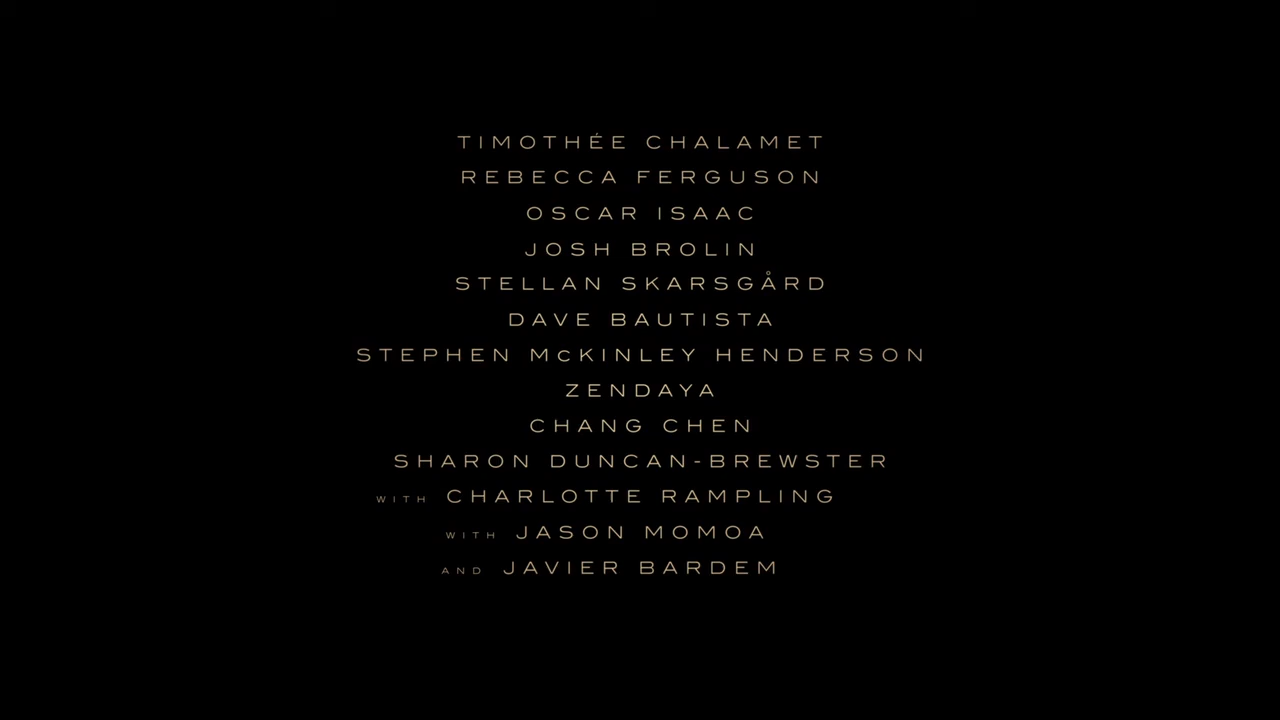 TIMOTHÉE CHALAMET
REBECCA FERGUSON
OSCAR ISAAC
JOSH BROLIN
STELLAN SKARSGÅRD
DAVE BAUTISTA
STEPHEN McKINLEY HENDERSON
ZENDAYA
CHANG CHEN
SHARON DUNCAN-BREWSTER
WITH CHARLOTTE RAMPLING
WITH JASON MOMOA
AND JAVIER BARDEM